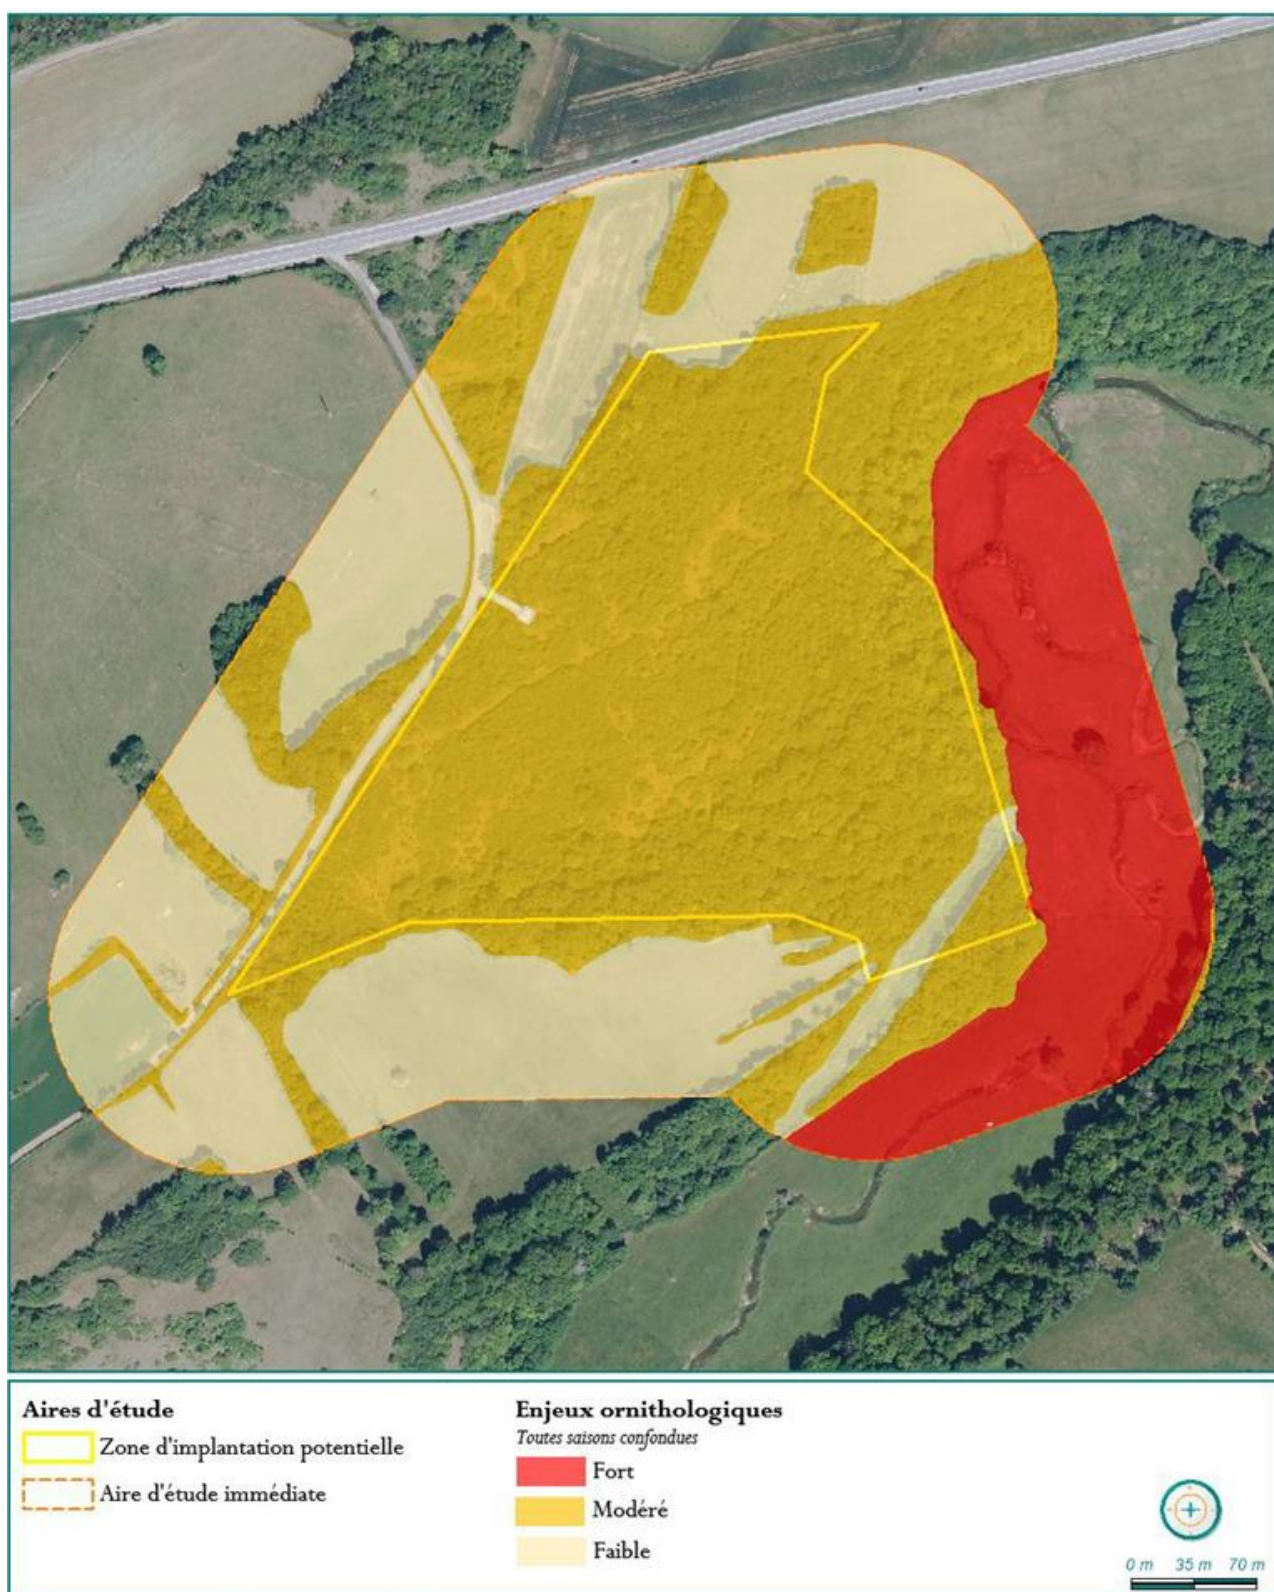 Aires d'étude
Zone d'implantation potentielle
Aire d'étude immédiate
Enjeux ornithologiques
Toutes saisons confondues
Fort
Modéré
Faible
0 m 35 m 70 m